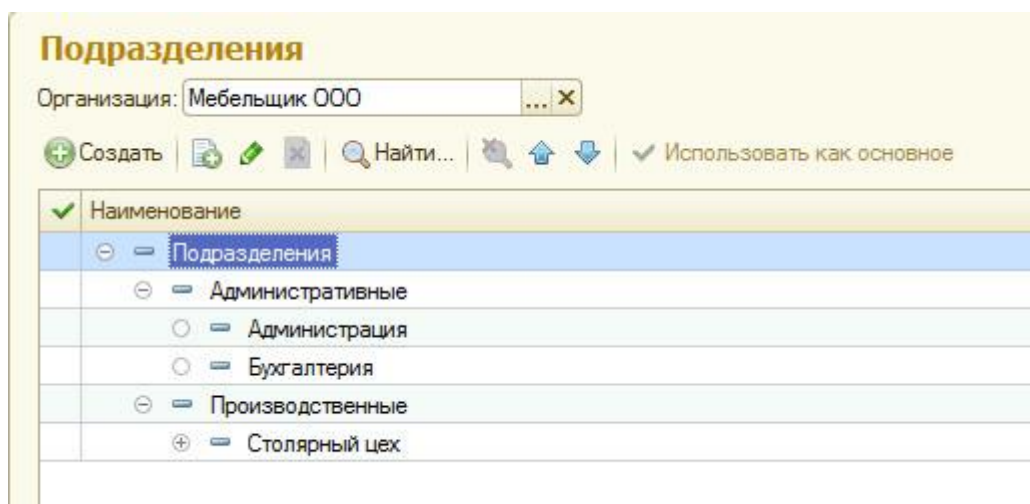 Подразделения
Организация: Мебельщик ООО ...
Создать Найти... Использовать как основное
Наименование
Подразделения
Административные
Администрация
Бухгалтерия
Производственные
Столярный цех